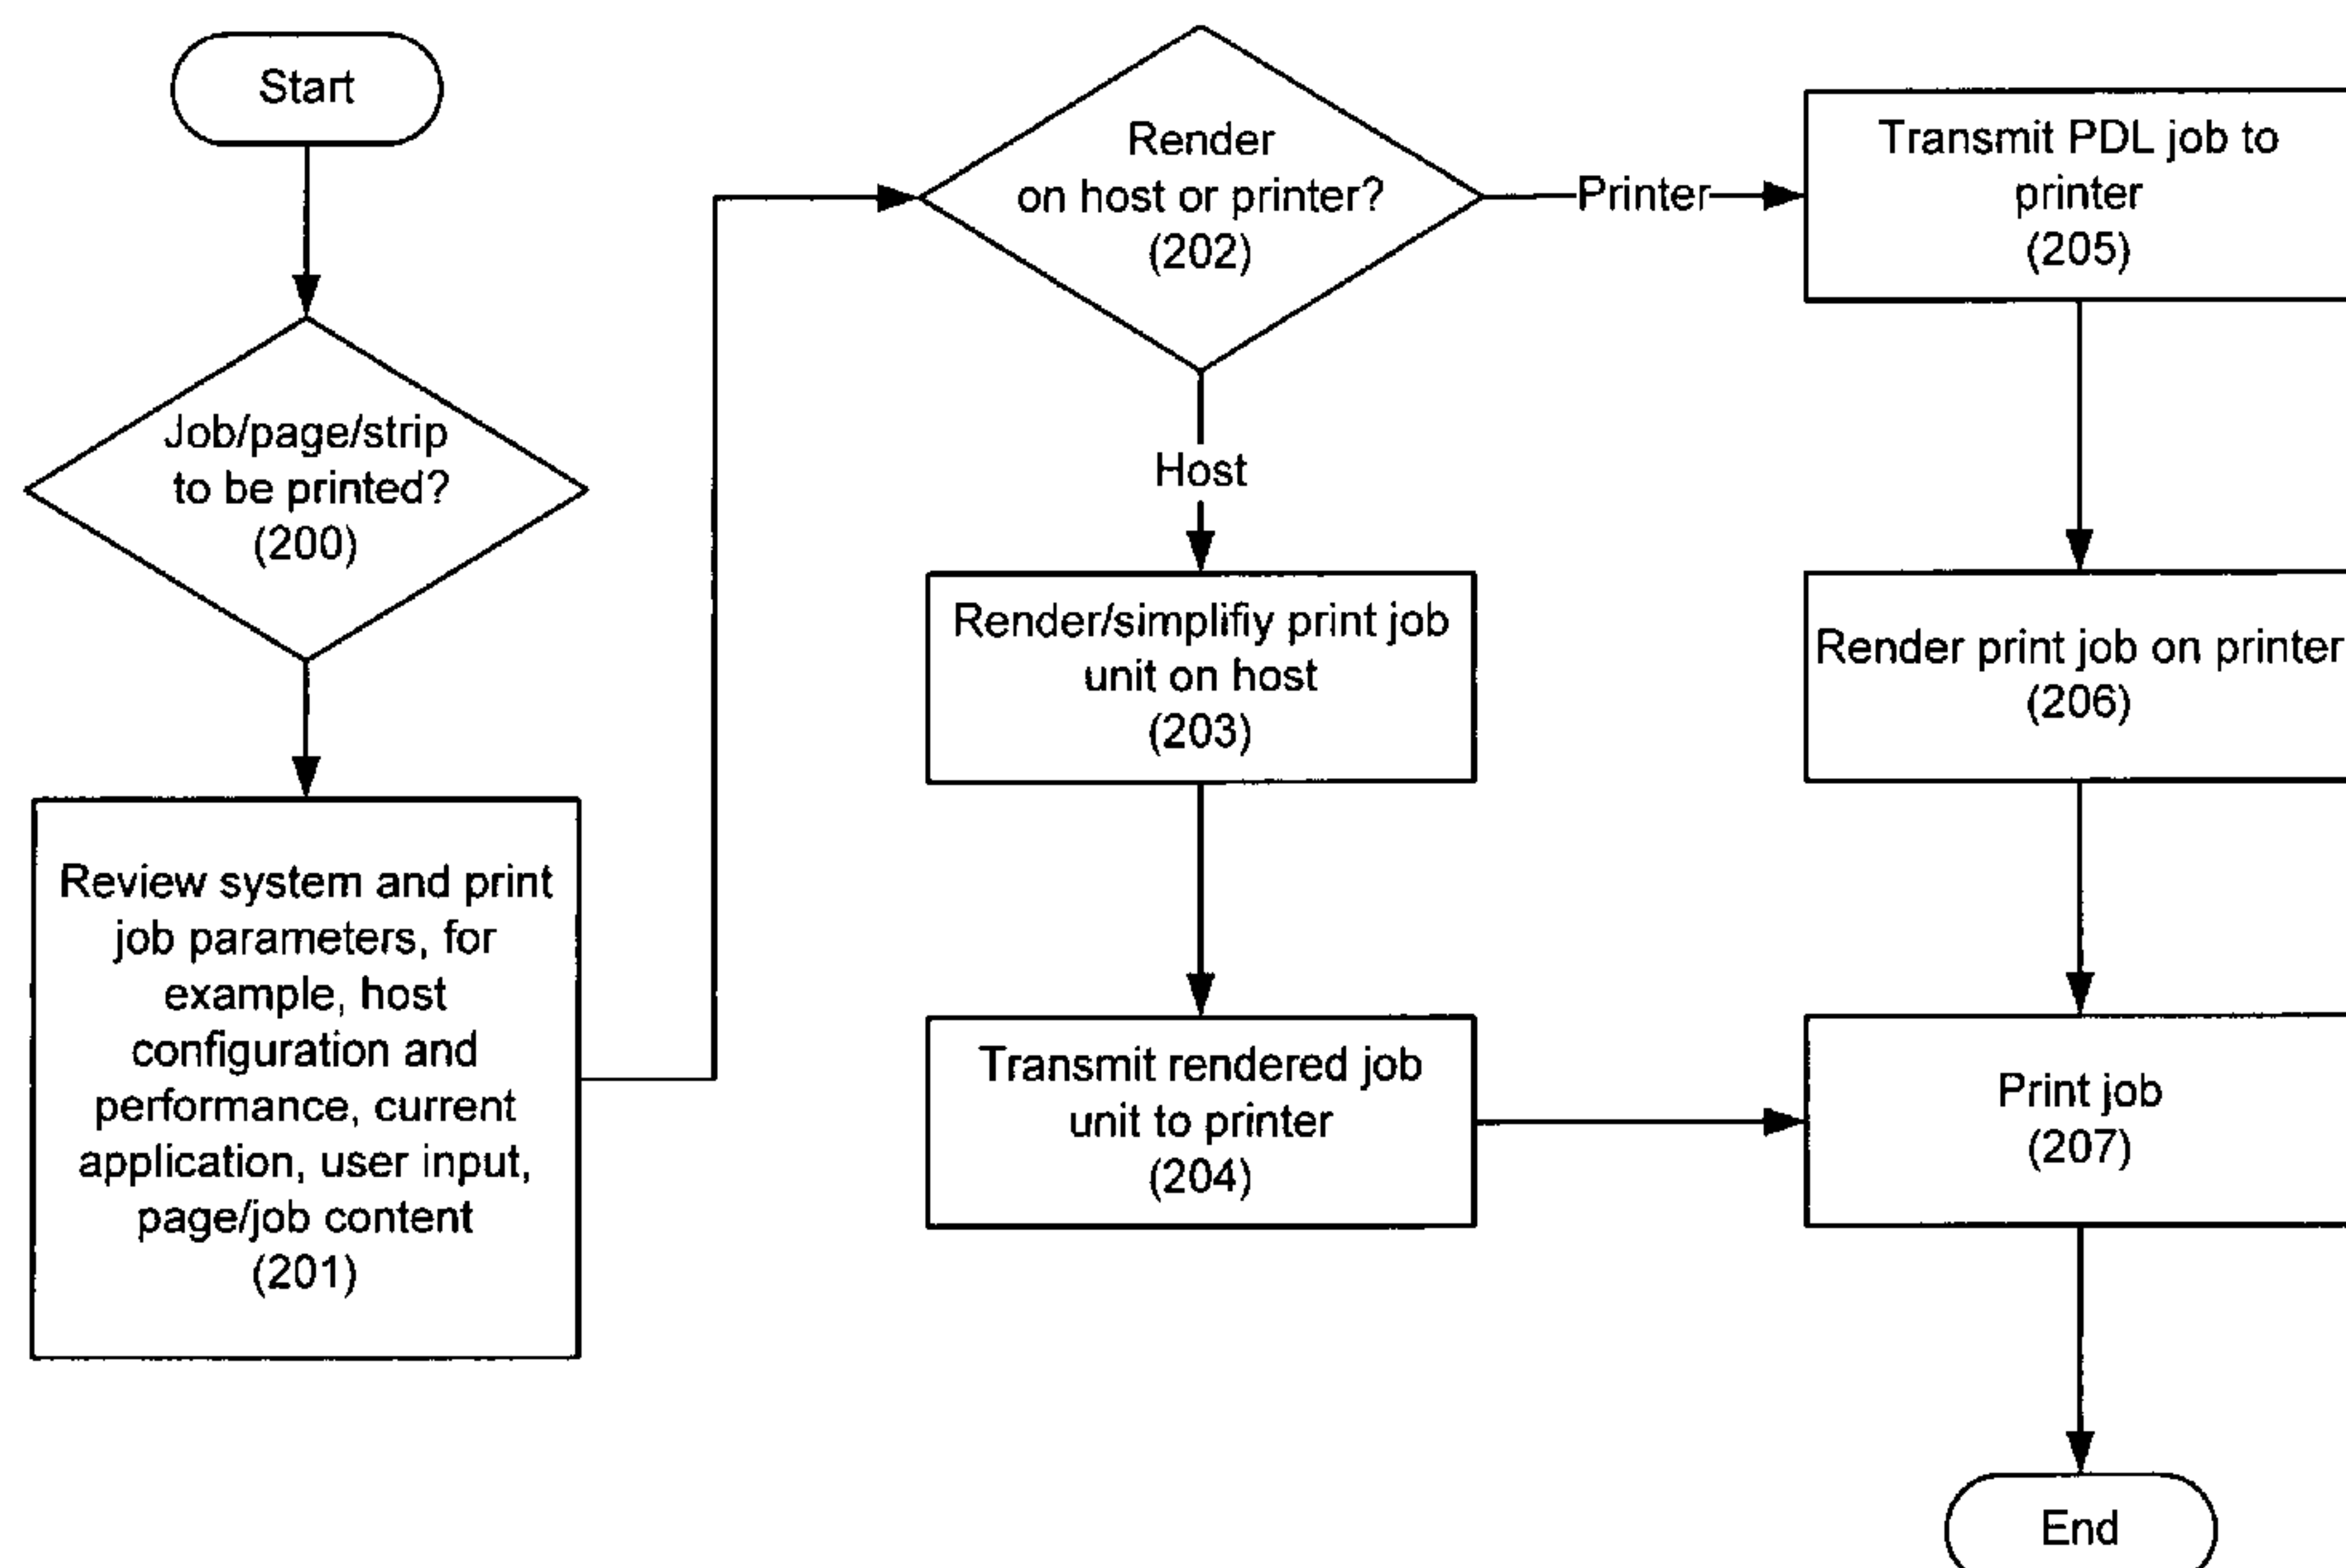 Start
Job/page/strip
to be printed?
(200)
Review system and print
job parameters, for
example, host
configuration and
performance, current
application, user input,
page/job content
(201)
Render
on host or printer?
(202)
Host
Printer
Render/simplifiy print job
unit on host
(203)
Transmit rendered job
unit to printer
(204)
Transmit PDL job to
printer
(205)
Render print job on printer
(206)
Print job
(207)
End